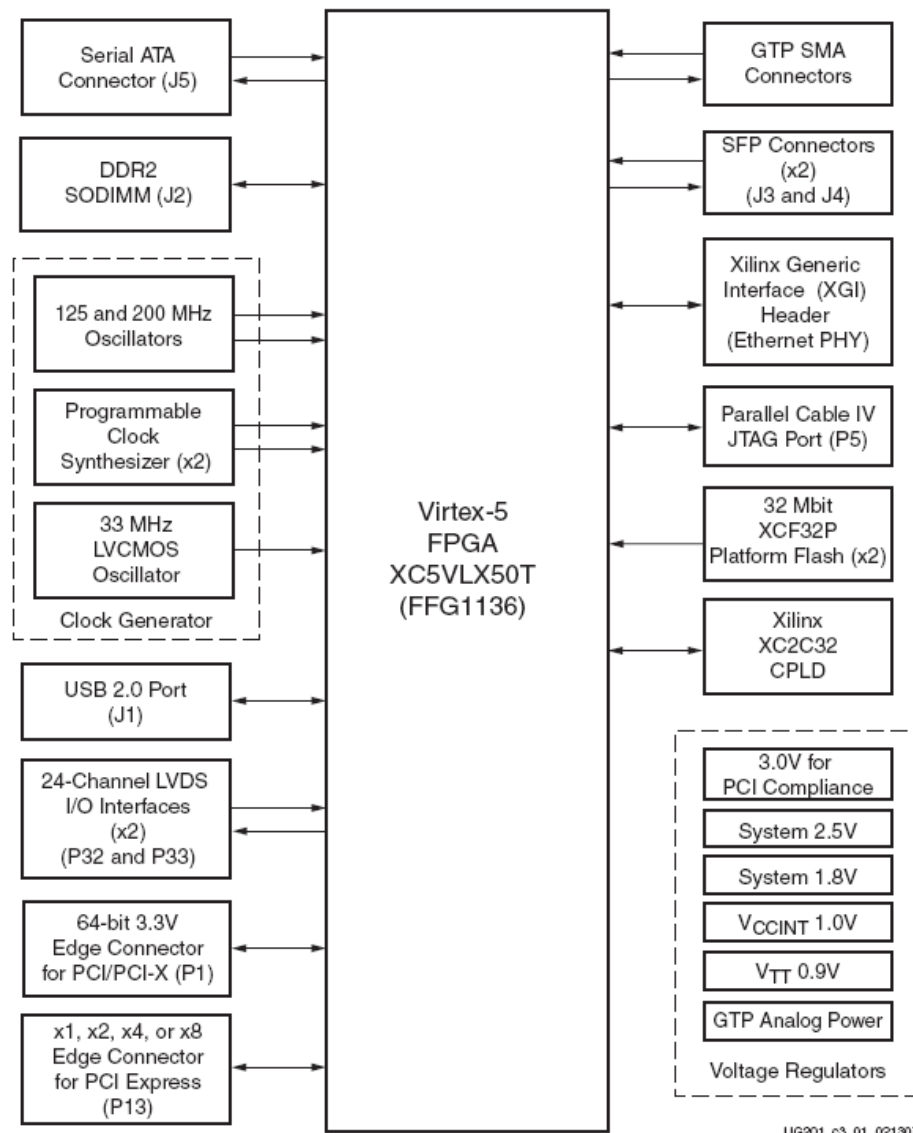 Serial ATA
Connector (J5)
DDR2
SODIMM (J2)
125 and 200 MHz
Oscillators
Programmable
Clock
Synthesizer (x2)
33 MHz
LVCMOS
Oscillator
Clock Generator
USB 2.0 Port
(J1)
24-Channel LVDS
I/O Interfaces
(x2)
(P32 and P33)
64-bit 3.3V
Edge Connector
for PCI/PCI-X (P1)
x1, x2, x4, or x8
Edge Connector
for PCI Express
(P13)
Virtex-5
FPGA
XC5VLX50T
(FFG1136)
GTP SMA
Connectors
SFP Connectors
(x2)
(J3 and J4)
Xilinx Generic
Interface (XGI)
Header
(Ethernet PHY)
Parallel Cable IV
JTAG Port (P5)
32 Mbit
XCF32P
Platform Flash (x2)
Xilinx
XC2C32
CPLD
3.0V for
PCI Compliance
System 2.5V
System 1.8V
VCCINT 1.0V
VTT 0.9V
GTP Analog Power
Voltage Regulators